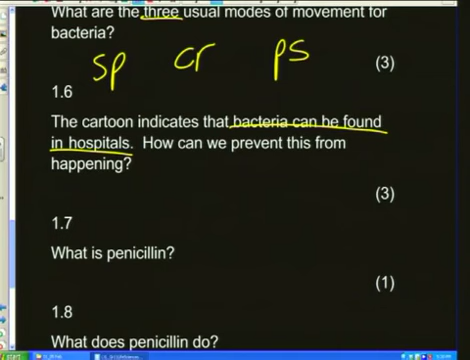 What are the three usual modes of movement for
bacteria?
sp cr ps
(3)
1.6
The cartoon indicates that bacteria can be found
in hospitals. How can we prevent this from
happening?
(3)
1.7
What is penicillin?
(1)
1.8
What does penicillin do?
start